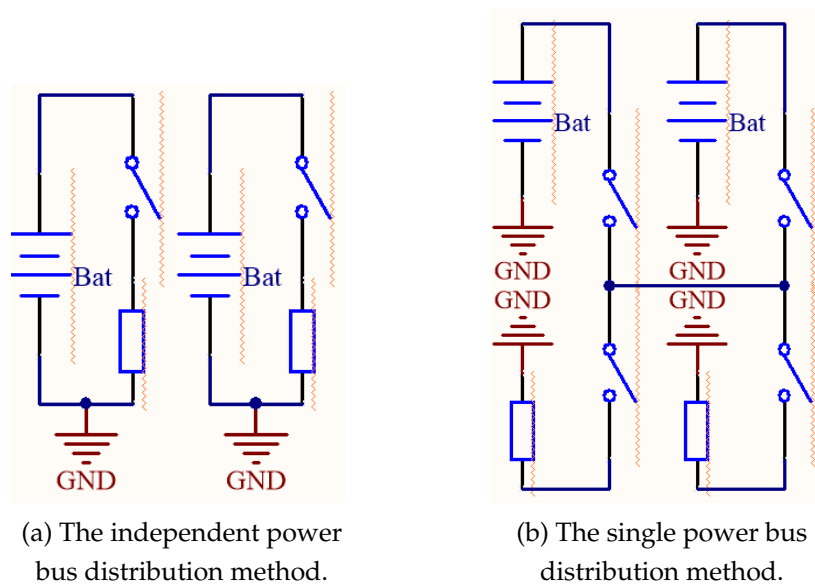 Bat
Bat
GND
GND
(a) The independent power
bus distribution method.
Bat
Bat
GND
GND
GND
GND
(b) The single power bus
distribution method.